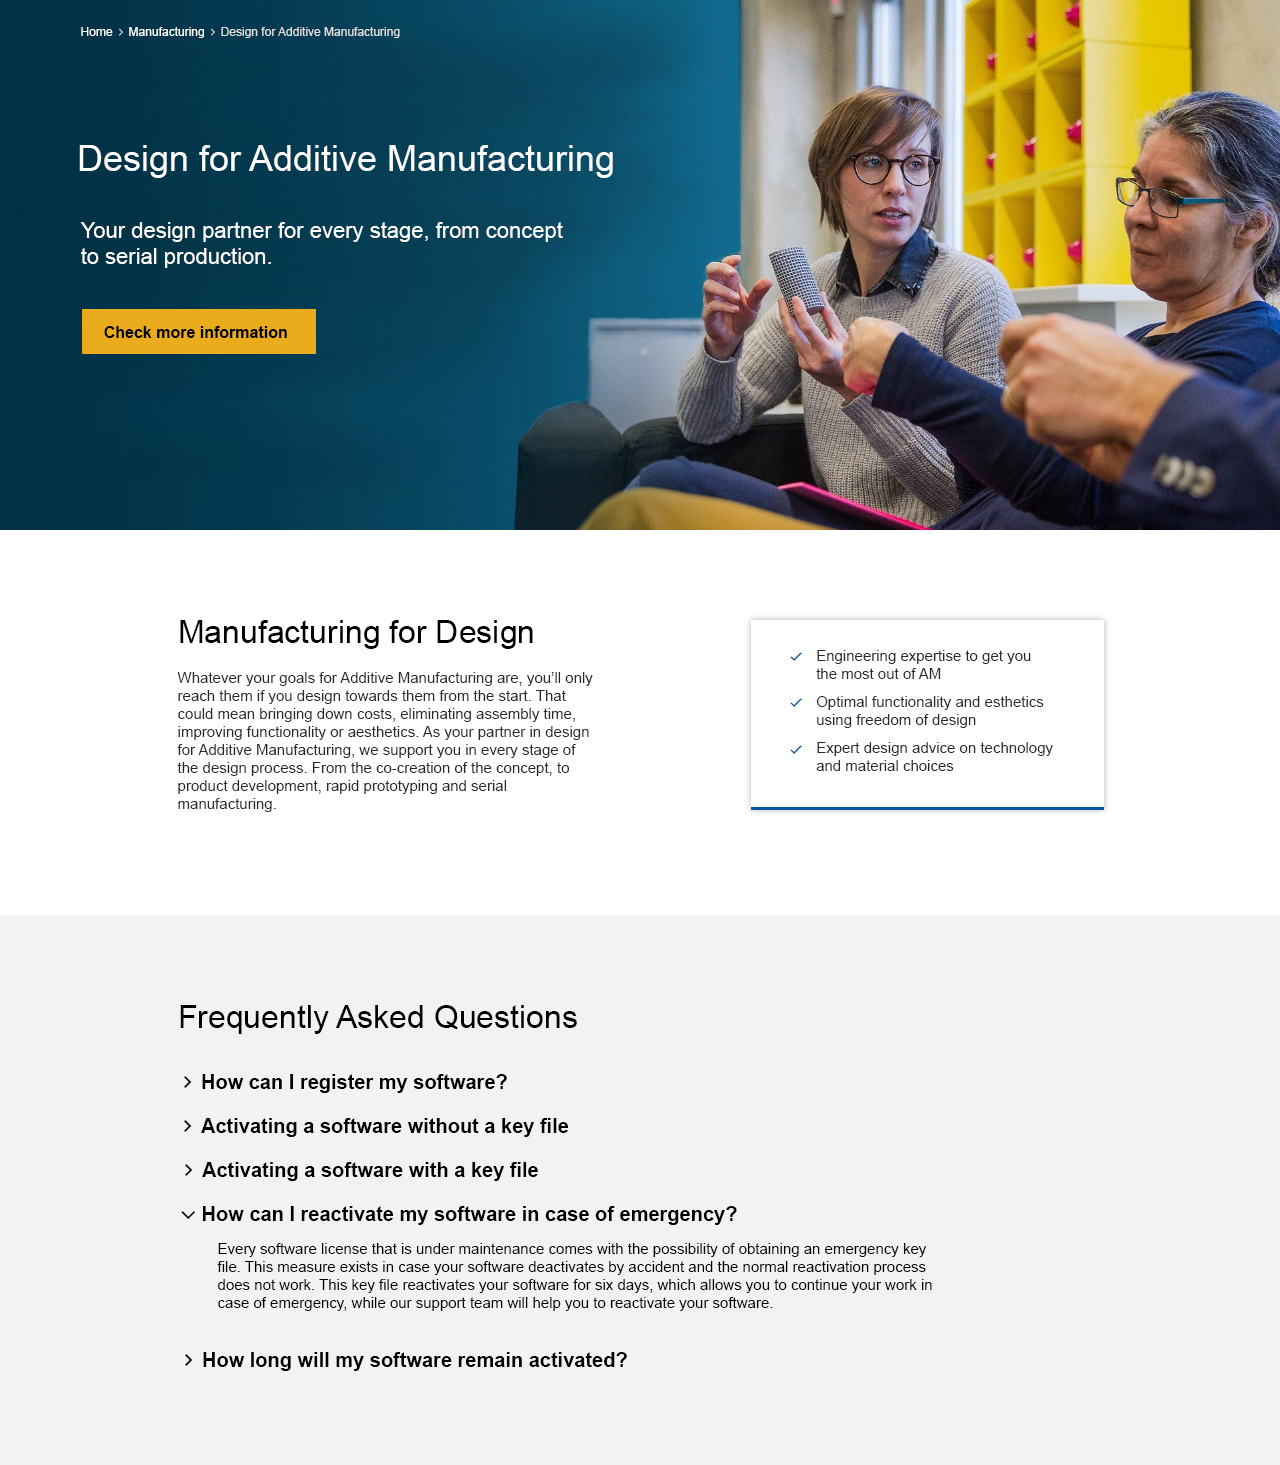 Home > Manufacturing > Design for Additive Manufacturing
Design for Additive Manufacturing
Your design partner for every stage, from concept
to serial production.
Check more information
Manufacturing for Design
Whatever your goals for Additive Manufacturing are, you’ll only
reach them if you design towards them from the start. That
could mean bringing down costs, eliminating assembly time,
improving functionality or aesthetics. As your partner in design
for Additive Manufacturing, we support you in every stage of
the design process. From the co-creation of the concept, to
product development, rapid prototyping and serial
manufacturing.
Engineering expertise to get you
the most out of AM
Optimal functionality and esthetics
using freedom of design
Expert design advice on technology
and material choices
Frequently Asked Questions
How can I register my software?
Activating a software without a key file
Activating a software with a key file
How can I reactivate my software in case of emergency?
Every software license that is under maintenance comes with the possibility of obtaining an emergency key
file. This measure exists in case your software deactivates by accident and the normal reactivation process
does not work. This key file reactivates your software for six days, which allows you to continue your work in
case of emergency, while our support team will help you to reactivate your software.
How long will my software remain activated?